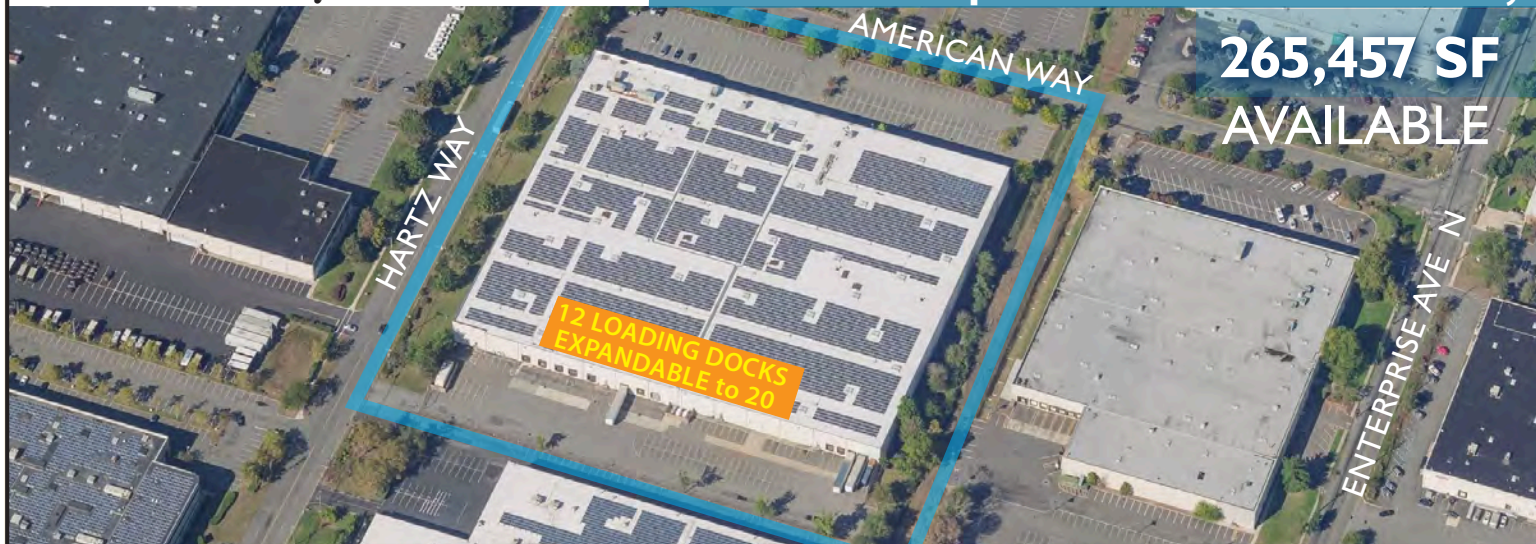 AMERICAN WAY
265,457 SF
AVAILABLE
HARTZ WAY
12 LOADING DOCKS
EXPANDABLE to 20
ENTERPRISE AVE N